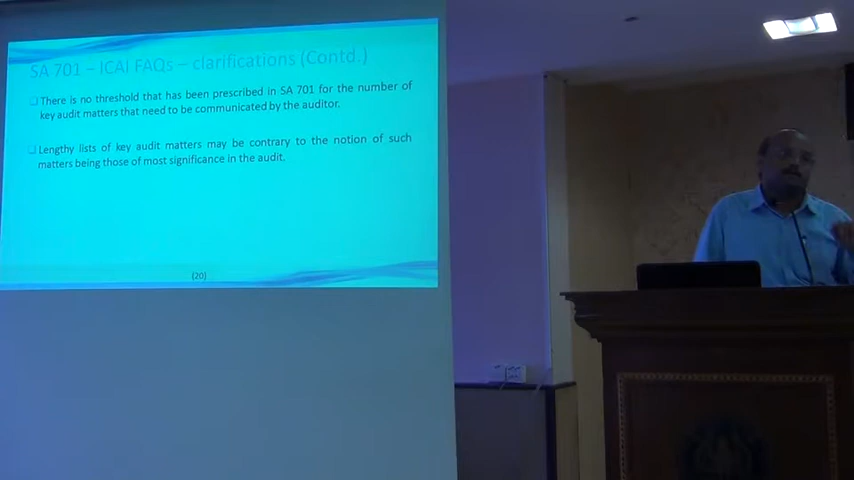 SA 701 – ICAI FAQs – clarifications (Contd.)
There is no threshold that has been prescribed in SA 701 for the number of
key audit matters that need to be communicated by the auditor.
Lengthy lists of key audit matters may be contrary to the notion of such
matters being those of most significance in the audit.
(20)